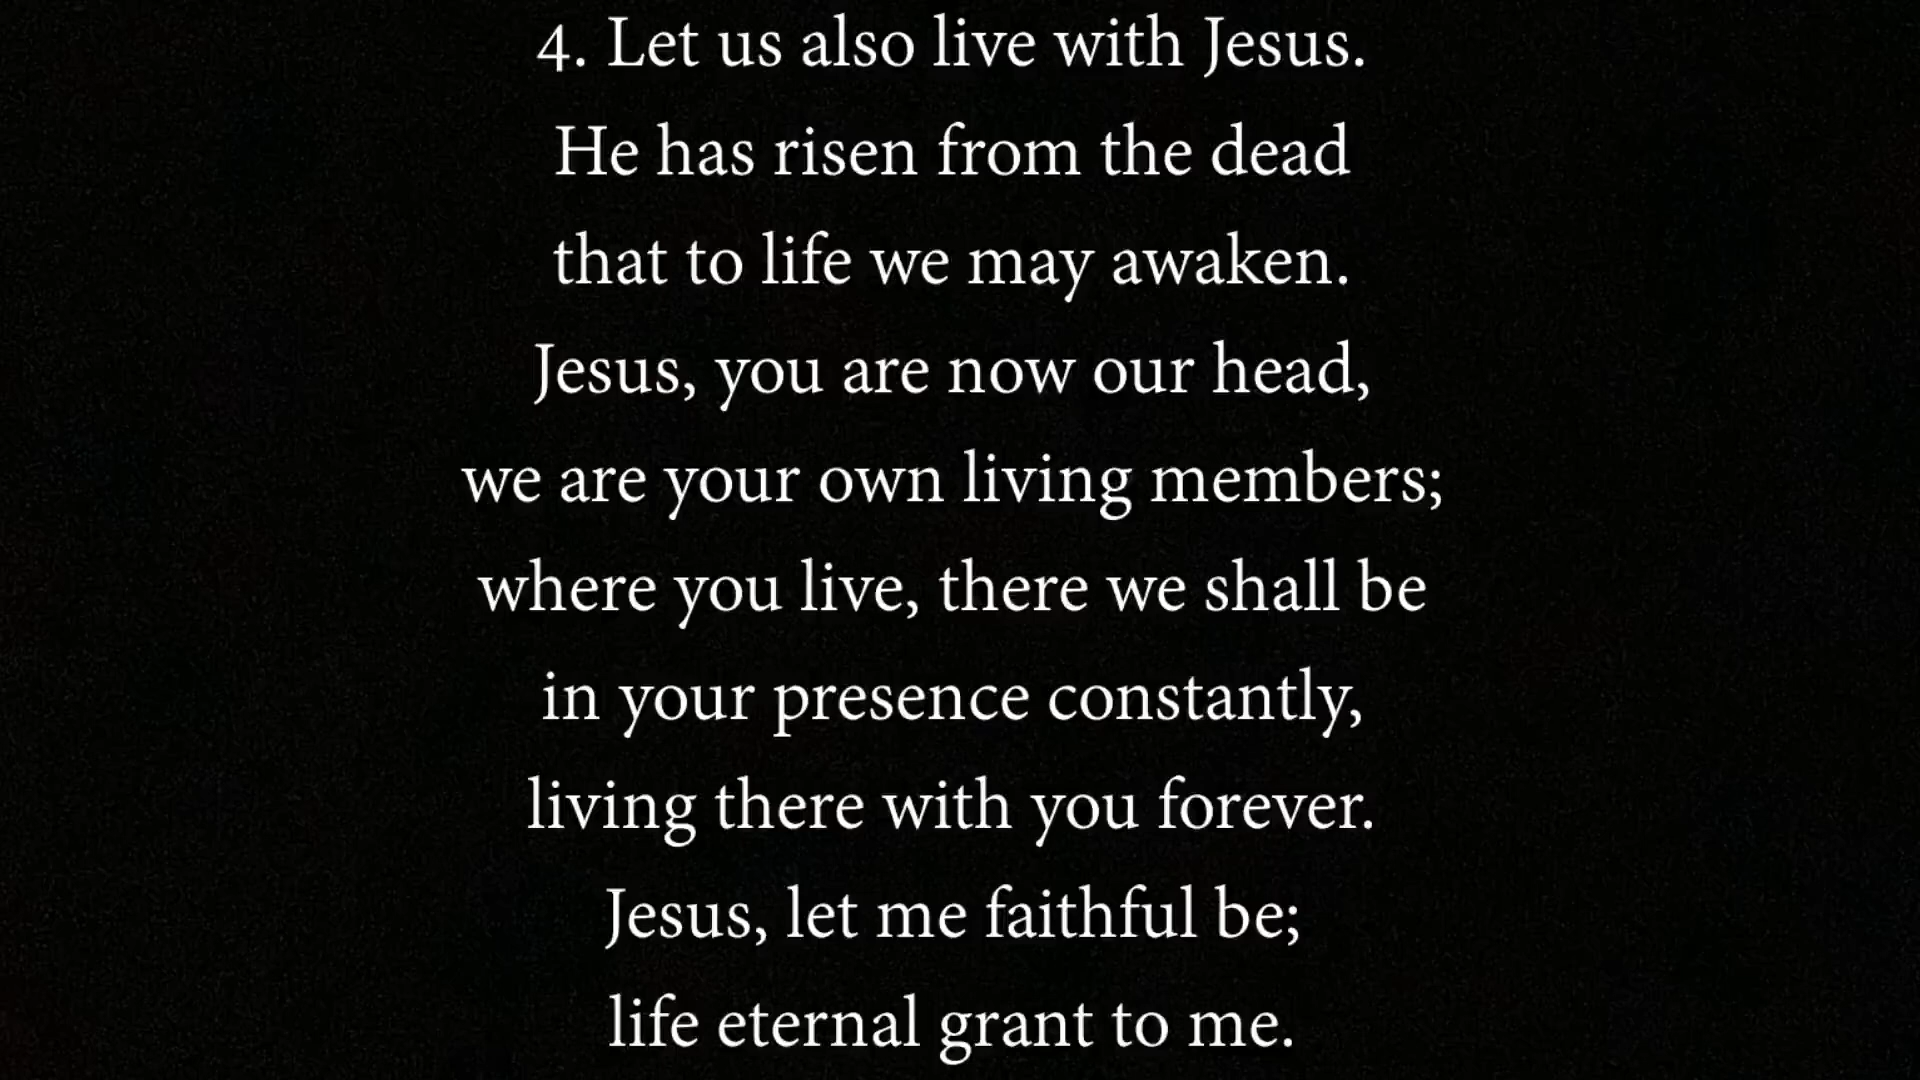 4. Let us also live with Jesus.
He has risen from the dead
that to life we may awaken.
Jesus, you are now our head,
we are your own living members;
where you live, there we shall be
in your presence constantly,
living there with you forever.
Jesus, let me faithful be;
life eternal grant to me.